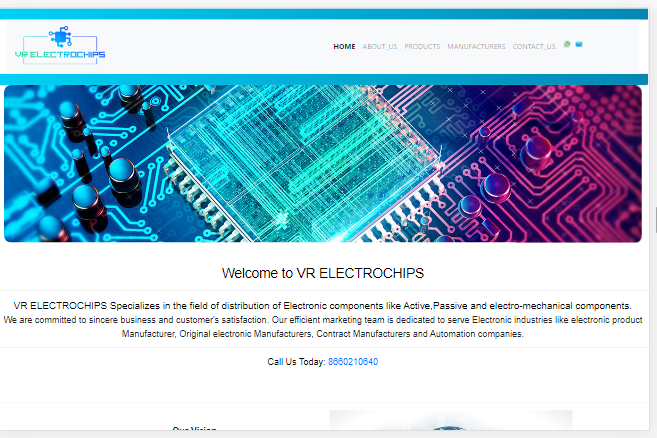 VR ELECTROCHIPS
HOME ABOUT_US PRODUCTS MANUFACTURERS CONTACT_US
Welcome to VR ELECTROCHIPS
VR ELECTROCHIPS Specializes in the field of distribution of Electronic components like Active,Passive and electro-mechanical components.
We are committed to sincere business and customer's satisfaction. Our efficient marketing team is dedicated to serve Electronic industries like electronic product
Manufacturer, Original electronic Manufacturers, Contract Manufacturers and Automation companies.
Call Us Today: 8660210640
Our Vision